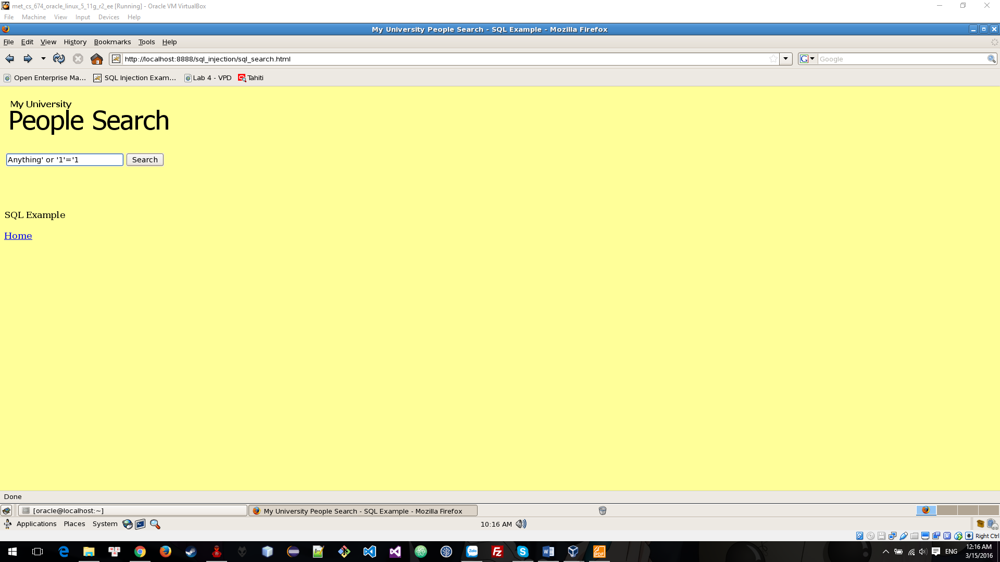 met_cs_674_oracle_linux_5_11g_r2_ee [Running] - Oracle VM VirtualBox
File Machine View Input Devices Help
My University People Search - SQL Example - Mozilla Firefox
File Edit View History Bookmarks Tools Help
http://localhost:8888/sql_injection/sql_search.html
G Google
Open Enterprise Ma... SQL Injection Exam... Lab 4 - VPD Tahiti
My University
People Search
Anything' or '1'='1 Search
SQL Example
Home
Done
[oracle@localhost:~] My University People Search - SQL Example - Mozilla Firefox
Applications Places System 10:16 AM
Right Ctrl
Zalo PDF ENG 12:16 AM
3/15/2016